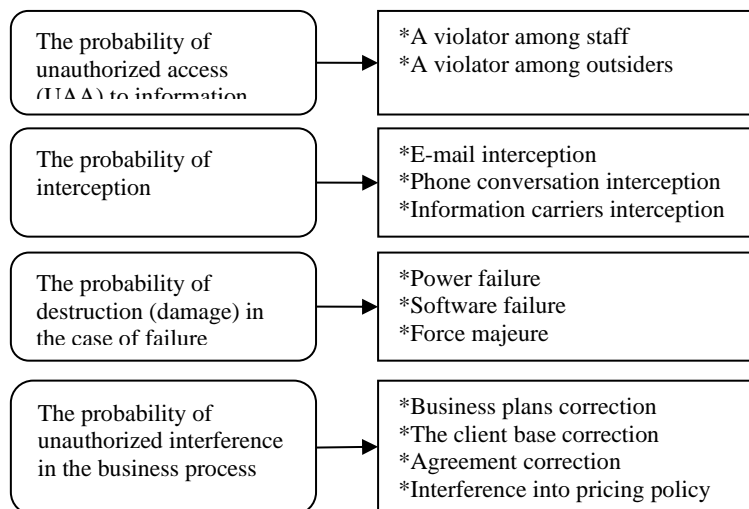 The probability of
unauthorized access
(UAA) to information
*A violator among staff
*A violator among outsiders
The probability of
interception
*E-mail interception
*Phone conversation interception
*Information carriers interception
The probability of
destruction (damage) in
the case of failure
*Power failure
*Software failure
*Force majeure
The probability of
unauthorized interference
in the business process
*Business plans correction
*The client base correction
*Agreement correction
*Interference into pricing policy